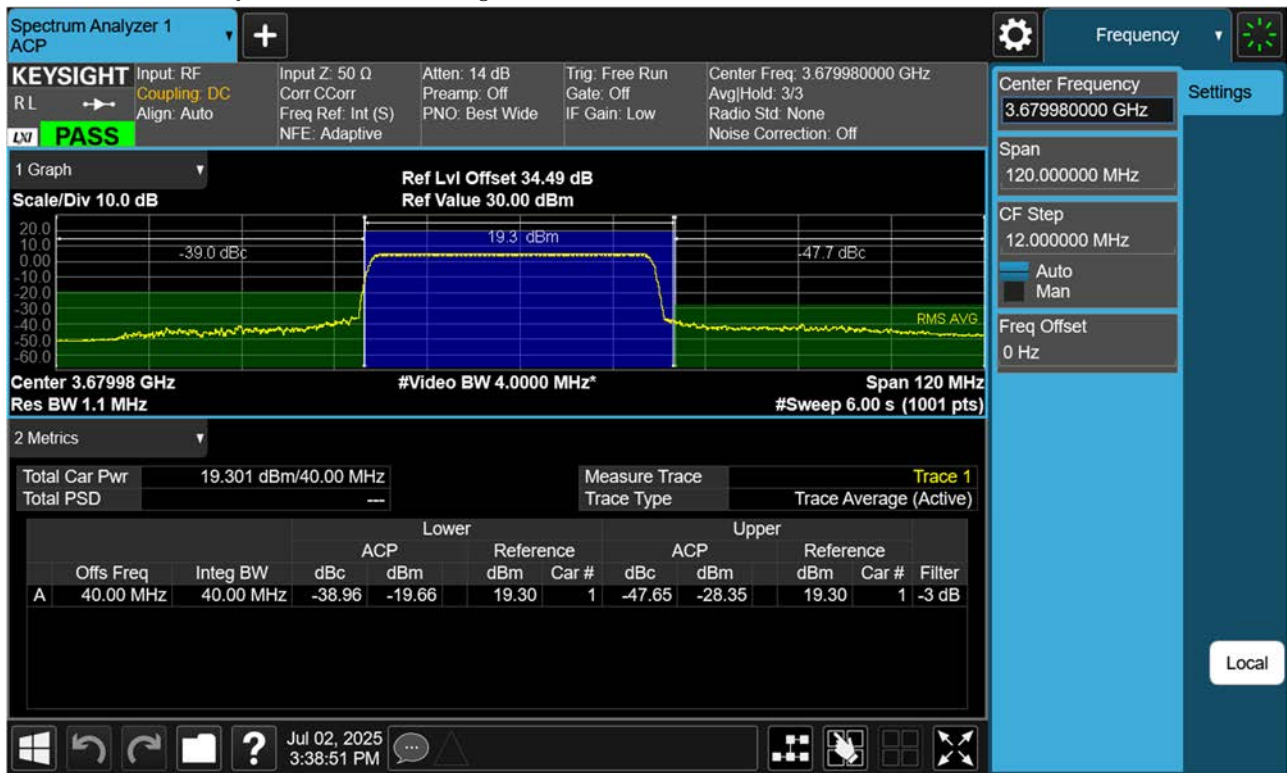 Spectrum Analyzer 1
ACP
+
Frequency
KEYSIGHT
RL
LXI
PASS
Input: RF
Coupling: DC
Align: Auto
Input Z: 50 Ω
Corr CCorr
Freq Ref: Int (S)
NFE: Adaptive
Atten: 14 dB
Preamp: Off
PNO: Best Wide
Trig: Free Run
Gate: Off
IF Gain: Low
Center Freq: 3.679980000 GHz
Avg|Hold: 3/3
Radio Std: None
Noise Correction: Off
Center Frequency
3.679980000 GHz
Settings
Span
120.000000 MHz
CF Step
12.000000 MHz
Auto
Man
Freq Offset
0 Hz
1 Graph
Scale/Div 10.0 dB
Ref Lvl Offset 34.49 dB
Ref Value 30.00 dBm
20.0
10.0
0.00
-10.0
-20.0
-30.0
-40.0
-50.0
-60.0
-39.0 dBc
19.3 dBm
-47.7 dBc
RMS AVG
Center 3.67998 GHz
Res BW 1.1 MHz
#Video BW 4.0000 MHz*
Span 120 MHz
#Sweep 6.00 s (1001 pts)
2 Metrics
Total Car Pwr 19.301 dBm/40.00 MHz
Total PSD ---
Measure Trace Trace 1
Trace Type Trace Average (Active)
Lower Upper
ACP Reference ACP Reference
Offs Freq Integ BW dBc dBm dBm Car # dBc dBm dBm Car # Filter
A 40.00 MHz 40.00 MHz -38.96 -19.66 19.30 1 -47.65 -28.35 19.30 1 -3 dB
Local
?
Jul 02, 2025
3:38:51 PM